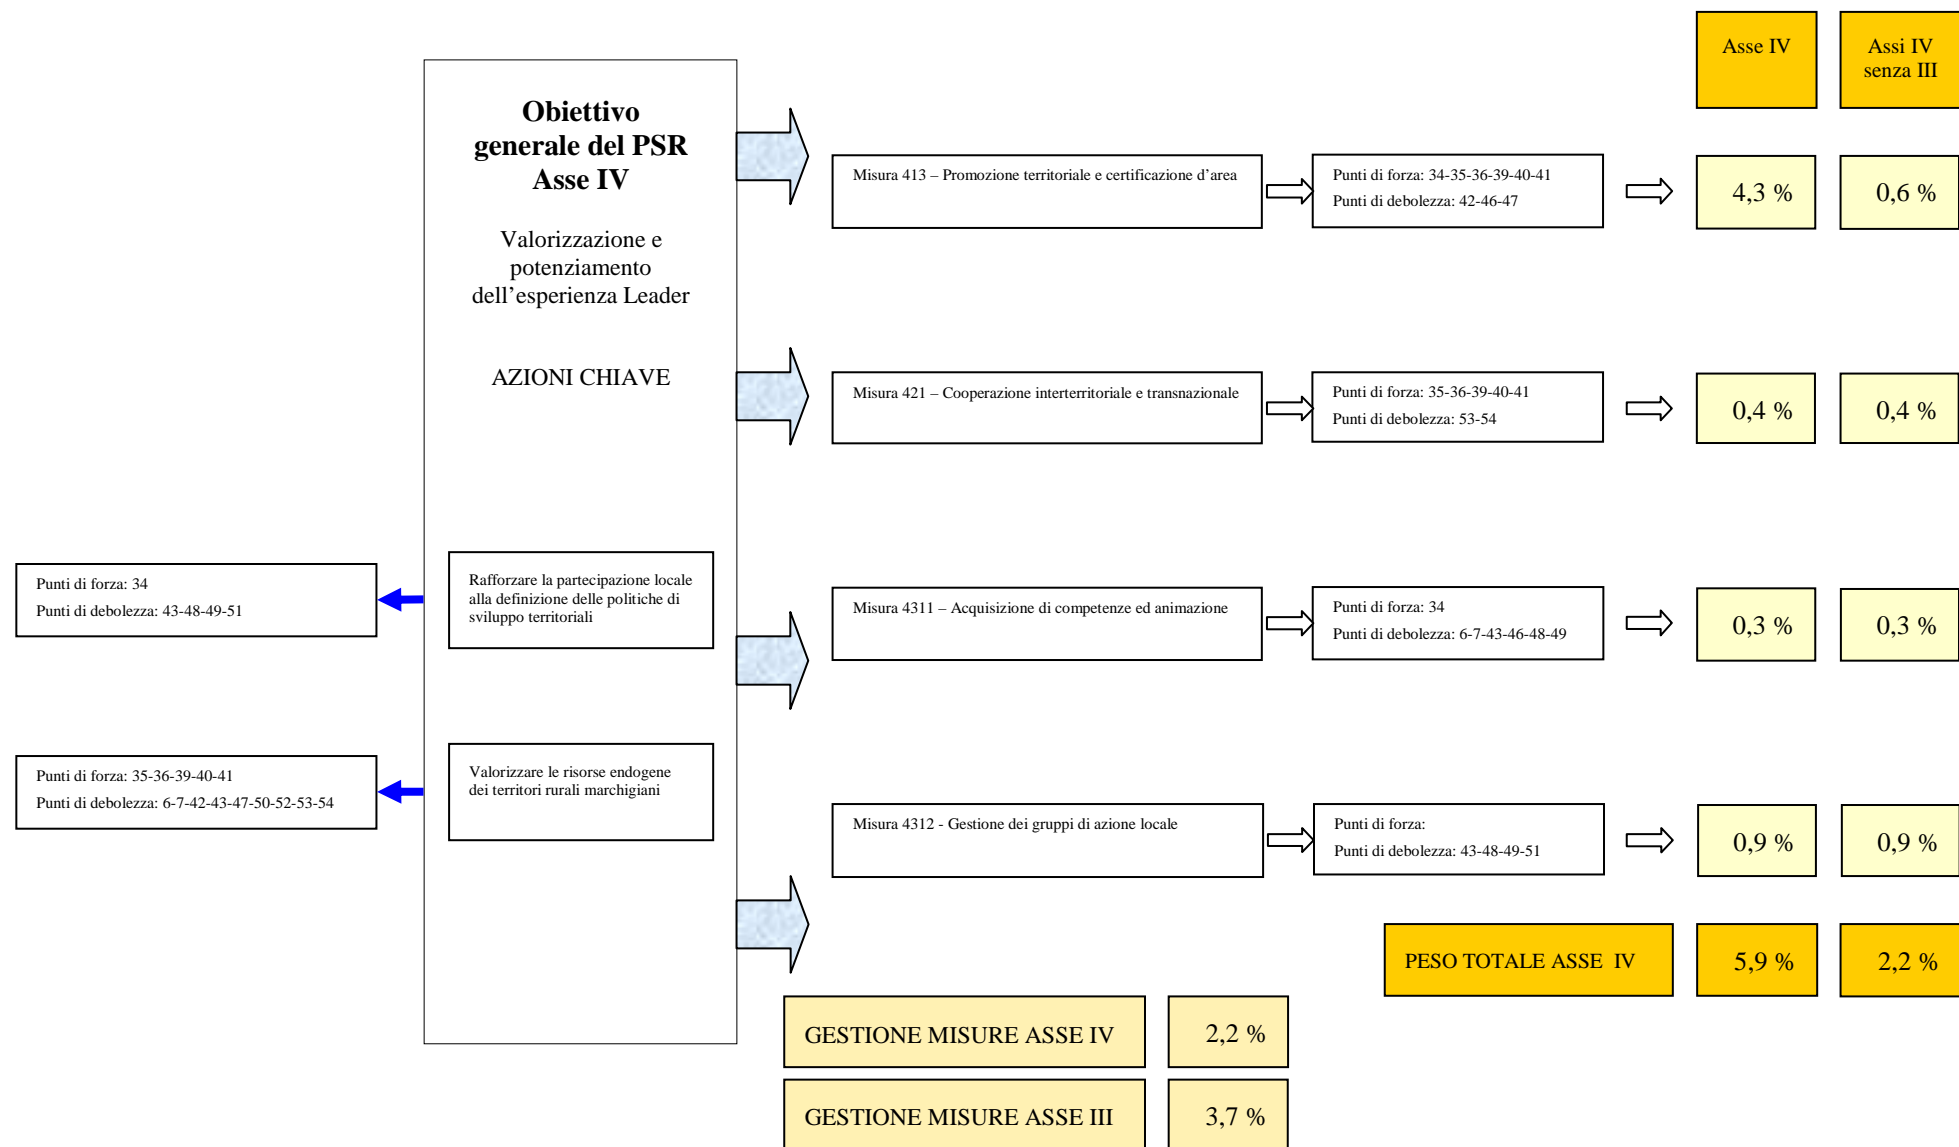 Asse IV
Assi IV
senza III
Obiettivo
generale del PSR
Asse IV
Valorizzazione e
potenziamento
dell’esperienza Leader
AZIONI CHIAVE
Misura 413 – Promozione territoriale e certificazione d’area
Punti di forza: 34-35-36-39-40-41
Punti di debolezza: 42-46-47
4,3 %
0,6 %
Misura 421 – Cooperazione interterritoriale e transnazionale
Punti di forza: 35-36-39-40-41
Punti di debolezza: 53-54
0,4 %
0,4 %
Punti di forza: 34
Punti di debolezza: 43-48-49-51
Rafforzare la partecipazione locale
alla definizione delle politiche di
sviluppo territoriali
Misura 4311 – Acquisizione di competenze ed animazione
Punti di forza: 34
Punti di debolezza: 6-7-43-46-48-49
0,3 %
0,3 %
Punti di forza: 35-36-39-40-41
Punti di debolezza: 6-7-42-43-47-50-52-53-54
Valorizzare le risorse endogene
dei territori rurali marchigiani
Misura 4312 - Gestione dei gruppi di azione locale
Punti di forza:
Punti di debolezza: 43-48-49-51
0,9 %
0,9 %
PESO TOTALE ASSE IV
5,9 %
2,2 %
GESTIONE MISURE ASSE IV
2,2 %
GESTIONE MISURE ASSE III
3,7 %